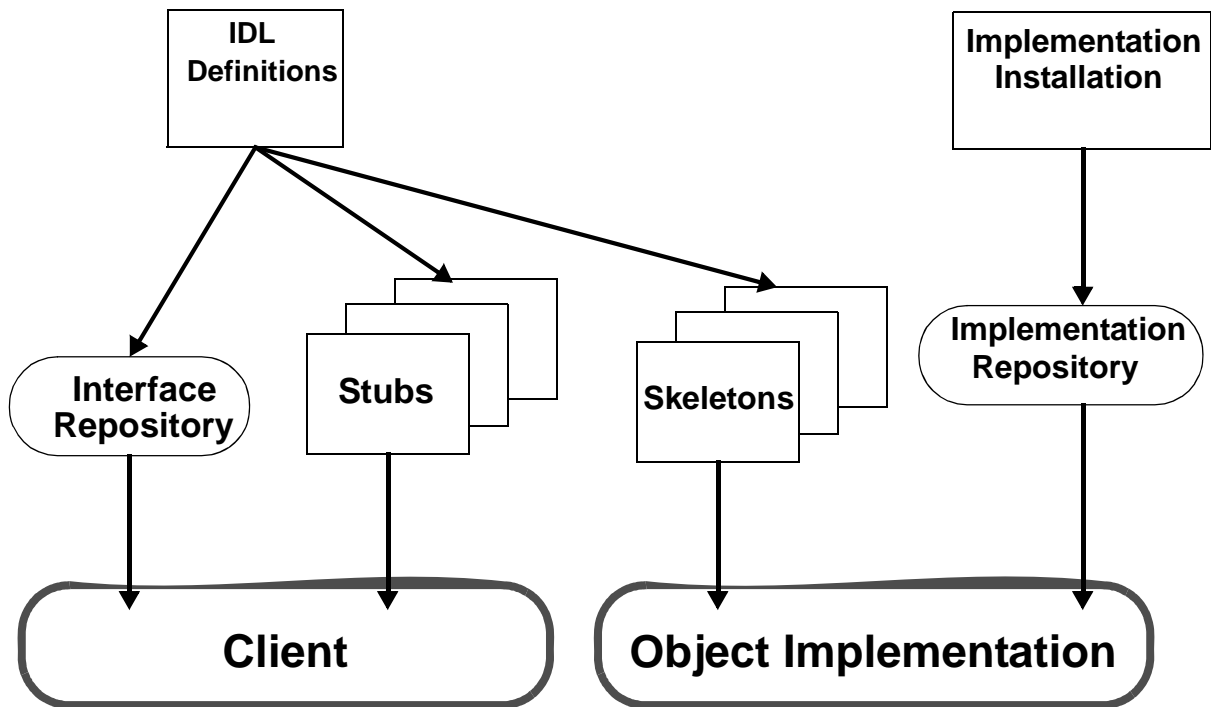 IDL
Definitions
Implementation
Installation
Interface
Repository
Stubs
Skeletons
Implementation
Repository
Client
Object Implementation